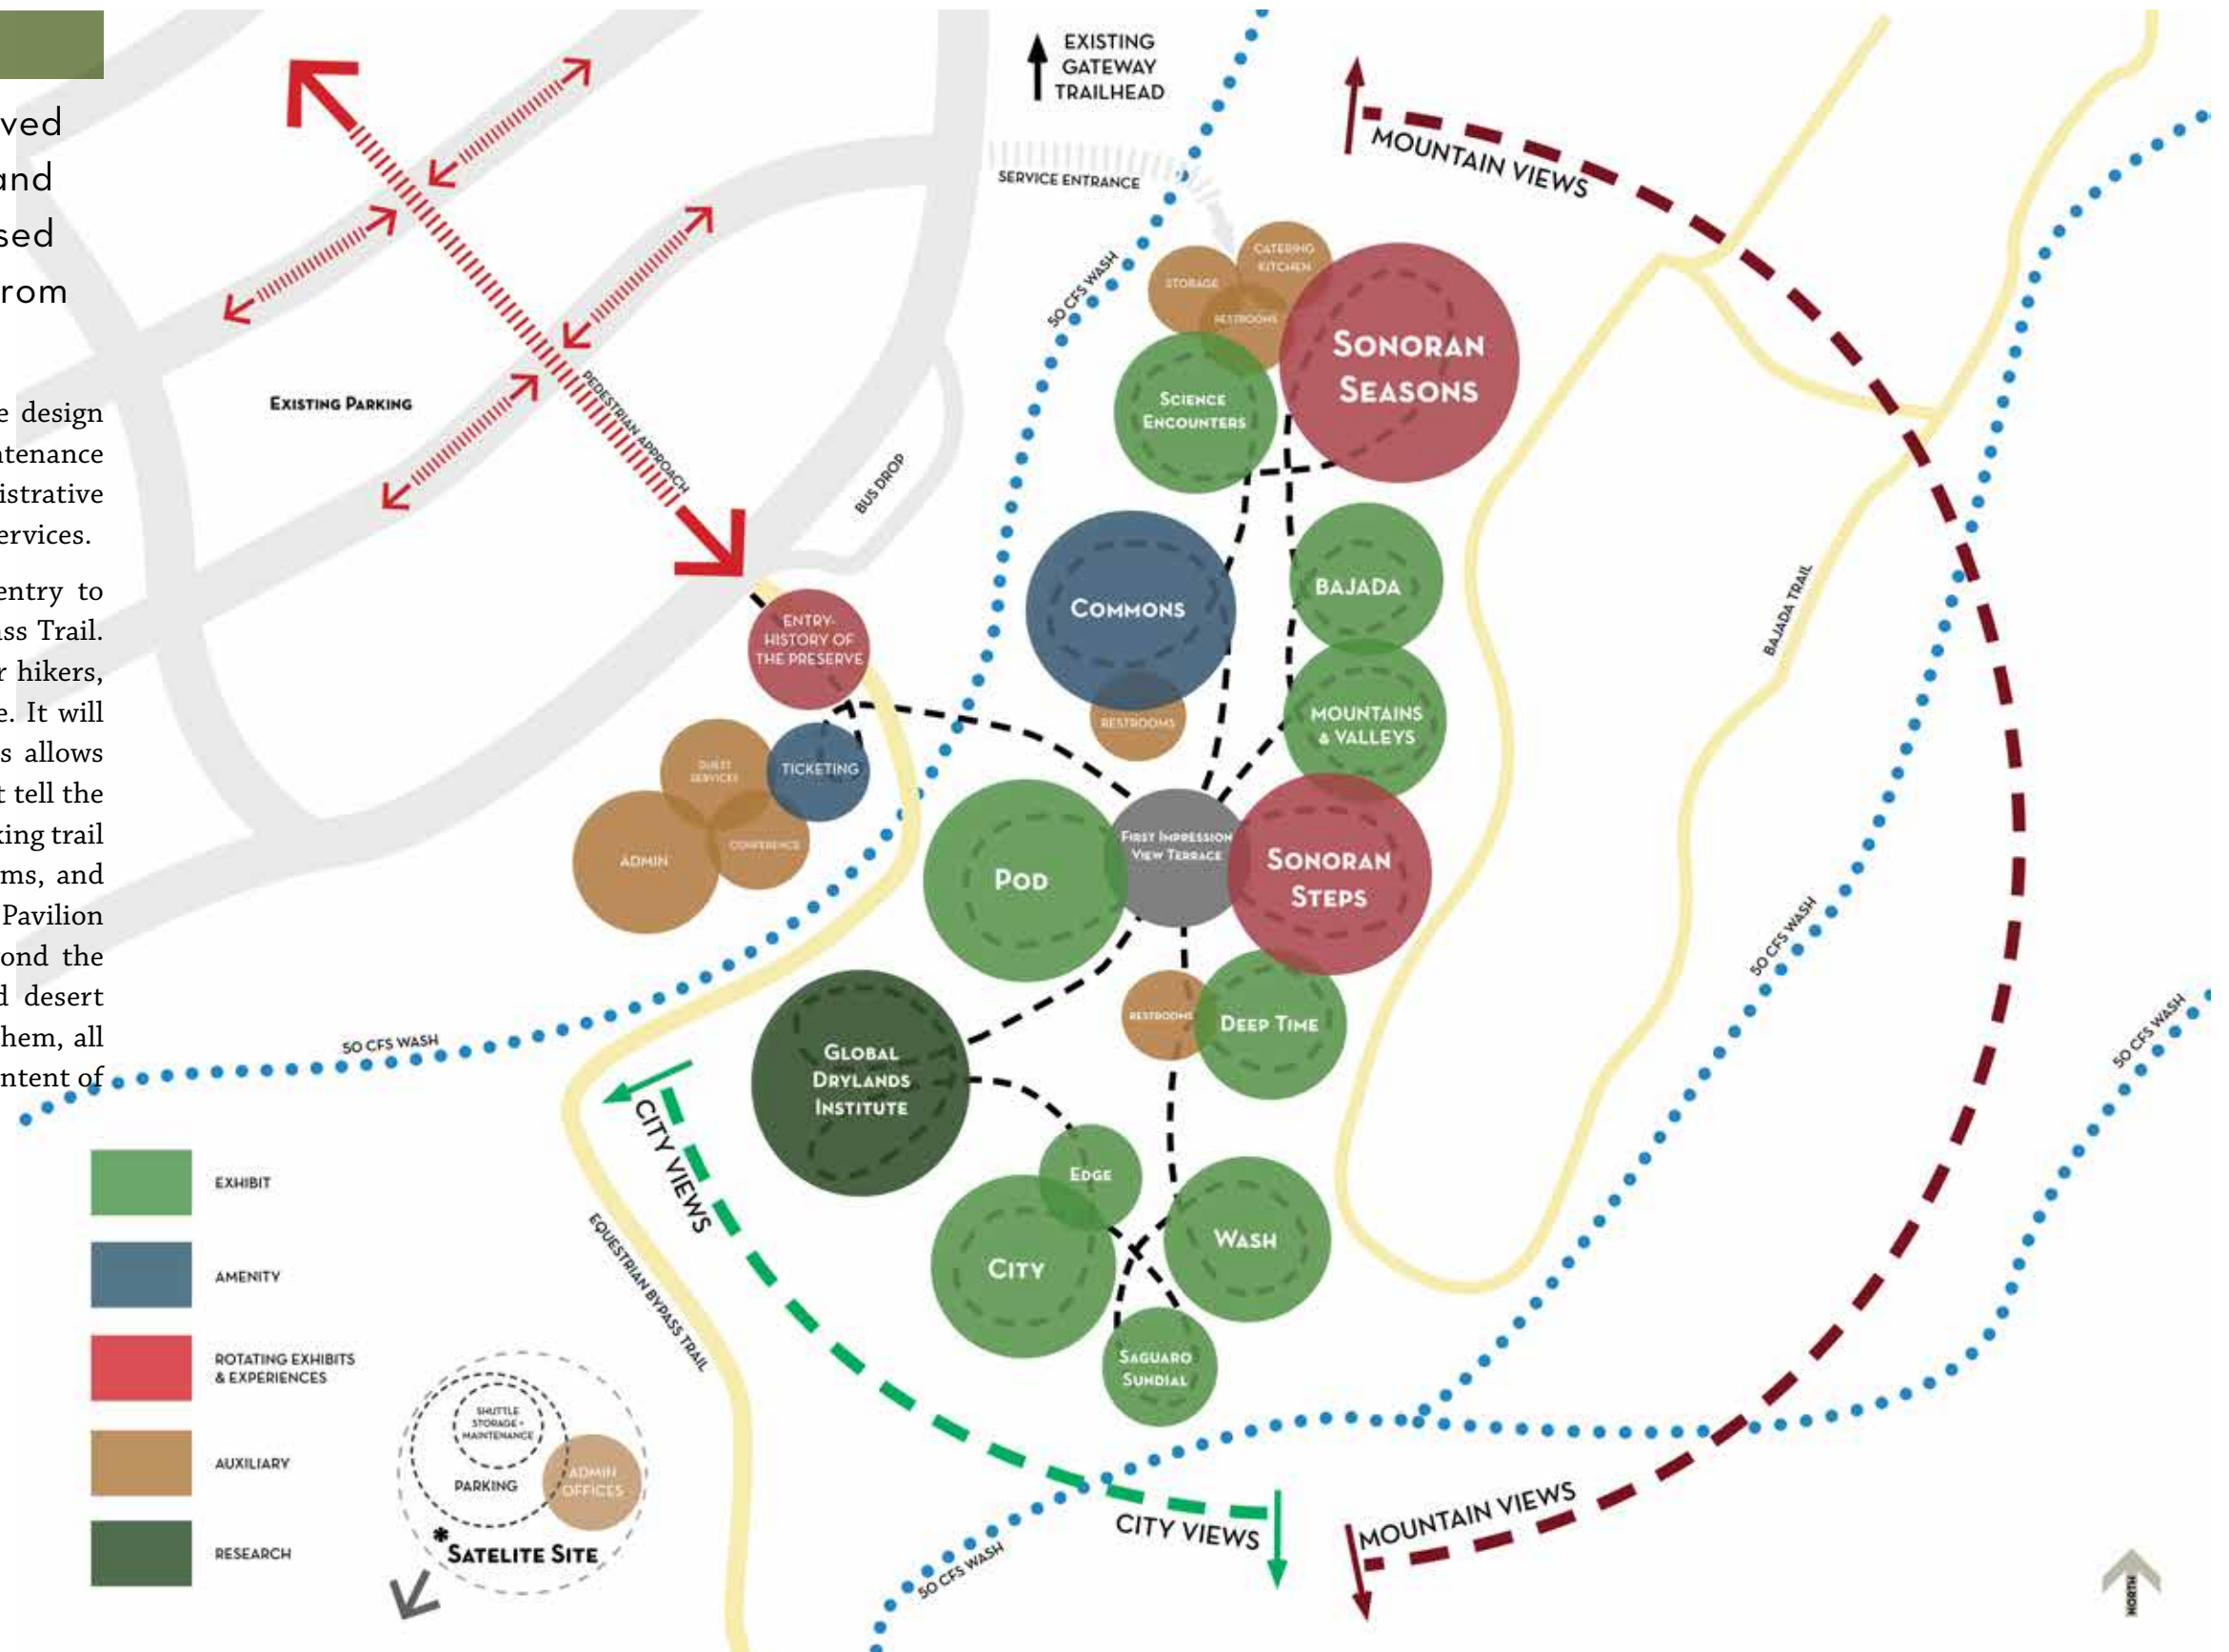 ved
and
sed
rom
e design
ntenance
istrative
ervices.
entry to
ass Trail.
r hikers,
e. It will
s allows
t tell the
king trail
ms, and
Pavilion
ond the
d desert
hem, all
ntent of
EXISTING
GATEWAY
TRAILHEAD
MOUNTAIN VIEWS
SERVICE ENTRANCE
50 CFS WASH
CATERING
KITCHEN
STORAGE
RESTROOMS
SONORAN
SEASONS
SCIENCE
ENCOUNTERS
EXISTING PARKING
PEDESTRIAN APPROACH
BUS DROP
COMMONS
BAJADA
BAJADA TRAIL
ENTRY-
HISTORY OF
THE PRESERVE
RESTROOMS
MOUNTAINS
& VALLEYS
GUEST
SERVICES
TICKETING
CONFERENCE
ADMIN
FIRST IMPRESSION
VIEW TERRACE
POD
SONORAN
STEPS
50 CFS WASH
RESTROOMS
DEEP TIME
50 CFS WASH
50 CFS WASH
GLOBAL
DRYLANDS
INSTITUTE
CITY VIEWS
EDGE
CITY
WASH
EQUESTRIAN BYPASS TRAIL
SAGUARO
SUNDIAL
EXHIBIT
AMENITY
ROTATING EXHIBITS
& EXPERIENCES
AUXILIARY
RESEARCH
SHUTTLE
STORAGE +
MAINTENANCE
PARKING
ADMIN
OFFICES
*SATELITE SITE
CITY VIEWS
MOUNTAIN VIEWS
50 CFS WASH
NORTH